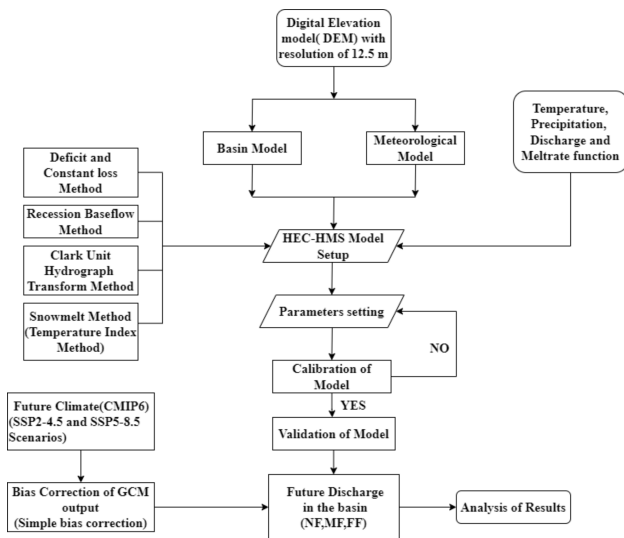 Digital Elevation
model( DEM) with
resolution of 12.5 m
Temperature,
Precipitation,
Discharge and
Meltrate function
Basin Model
Meteorological
Model
Deficit and
Constant loss
Method
Recession Baseflow
Method
Clark Unit
Hydrograph
Transform Method
Snowmelt Method
(Temperature Index
Method)
HEC-HMS Model
Setup
Parameters setting
NO
Calibration of
Model
YES
Validation of Model
Future Climate(CMIP6)
(SSP2-4.5 and SSP5-8.5
Scenarios)
Bias Correction of GCM
output
(Simple bias correction)
Future Discharge
in the basin
(NF,MF,FF)
Analysis of Results